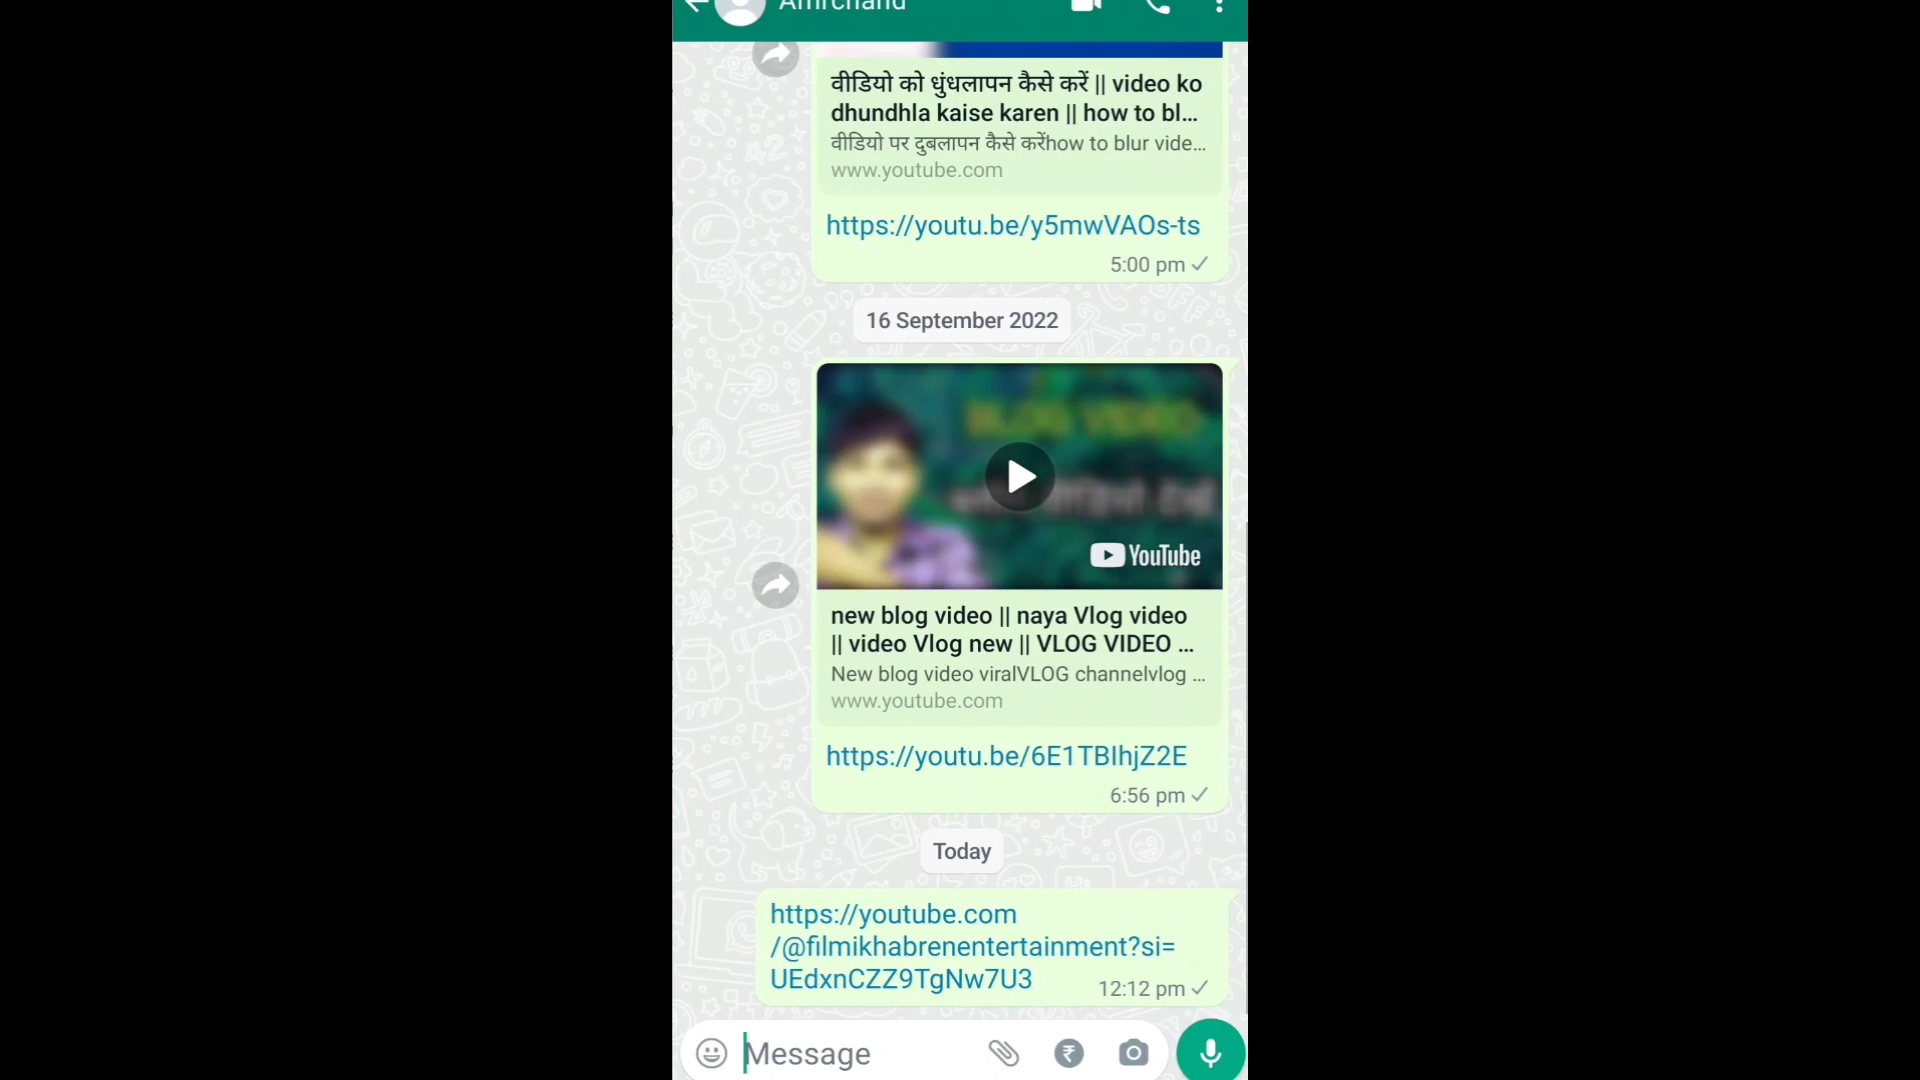 Amirchand
वीडियो को धुंधलापन कैसे करें || video ko
dhundhla kaise karen || how to bl...
वीडियो पर दुबलापन कैसे करेंhow to blur vide...
www.youtube.com
https://youtu.be/y5mwVAOs-ts
5:00 pm
16 September 2022
BLOG VIDEO
YouTube
new blog video || naya Vlog video
|| video Vlog new || VLOG VIDEO ...
New blog video viralVLOG channelvlog ...
www.youtube.com
https://youtu.be/6E1TBIhjZ2E
6:56 pm
Today
https://youtube.com
/@filmikhabrenentertainment?si=
UEdxnCZZ9TgNw7U3
12:12 pm
Message